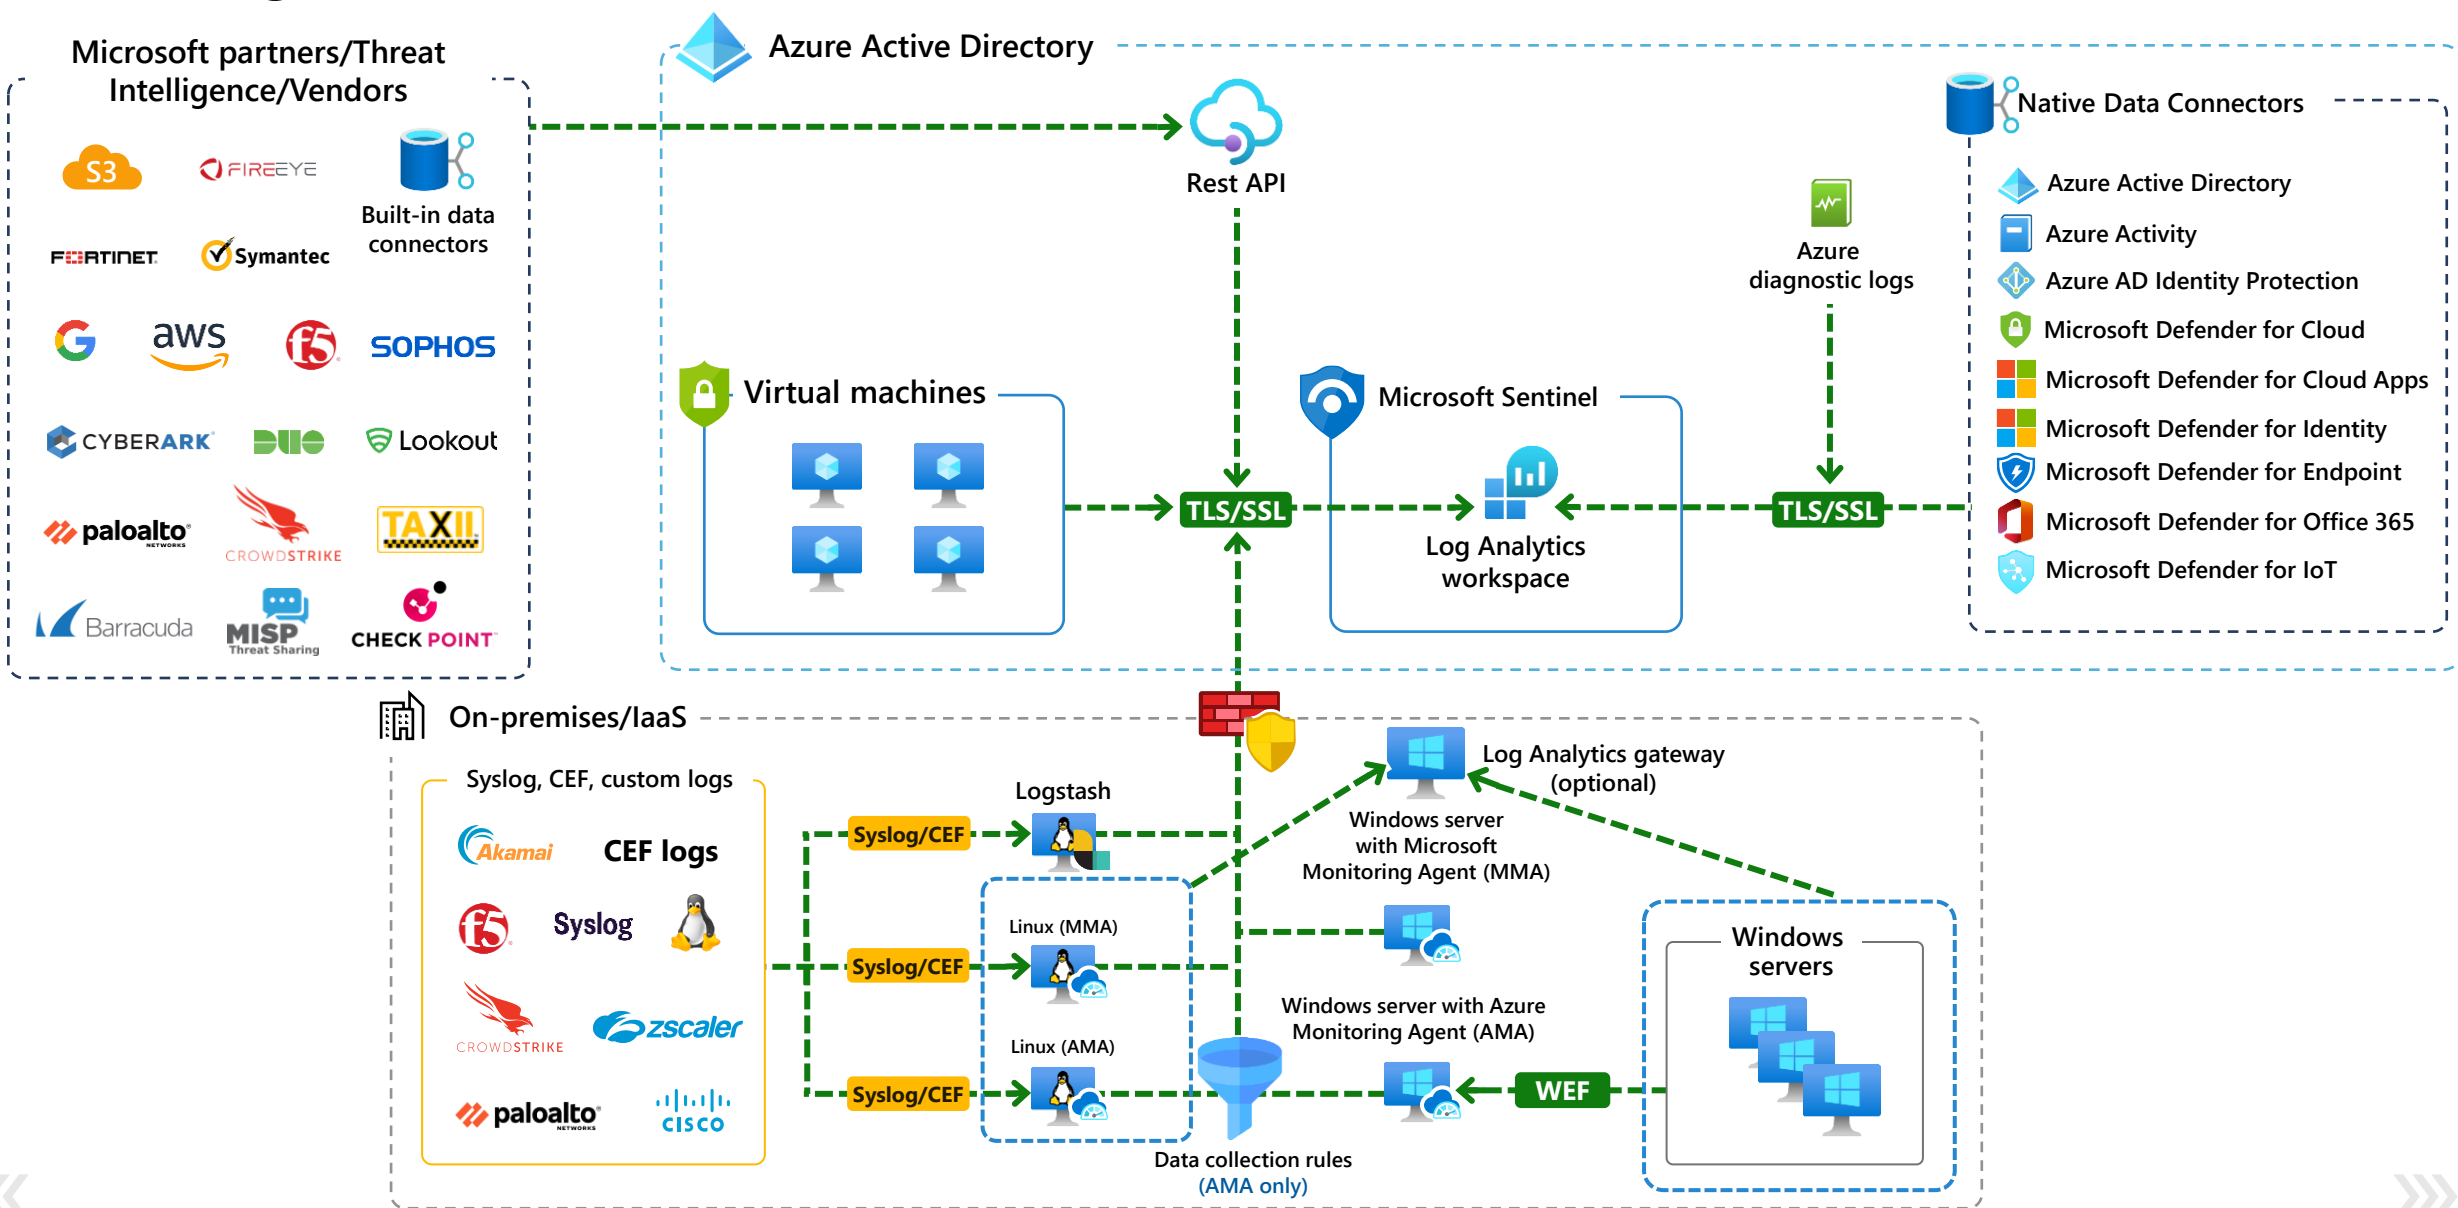 Microsoft partners/Threat
Intelligence/Vendors
S3
FIREEYE
Built-in data
connectors
FORTINET
Symantec
G
aws
f5
SOPHOS
CYBERARK
DUO
Lookout
paloalto
NETWORKS
CROWDSTRIKE
TAXII
Barracuda
MISP
Threat Sharing
CHECK POINT
Azure Active Directory
Rest API
Virtual machines
TLS/SSL
Microsoft Sentinel
Log Analytics
workspace
Azure
diagnostic logs
TLS/SSL
Native Data Connectors
Azure Active Directory
Azure Activity
Azure AD Identity Protection
Microsoft Defender for Cloud
Microsoft Defender for Cloud Apps
Microsoft Defender for Identity
Microsoft Defender for Endpoint
Microsoft Defender for Office 365
Microsoft Defender for IoT
On-premises/IaaS
Syslog, CEF, custom logs
Akamai
CEF logs
f5
Syslog
CROWDSTRIKE
zscaler
paloalto
NETWORKS
cisco
Syslog/CEF
Logstash
Syslog/CEF
Linux (MMA)
Syslog/CEF
Linux (AMA)
Data collection rules
(AMA only)
Log Analytics gateway
(optional)
Windows server
with Microsoft
Monitoring Agent (MMA)
Windows server with Azure
Monitoring Agent (AMA)
WEF
Windows
servers